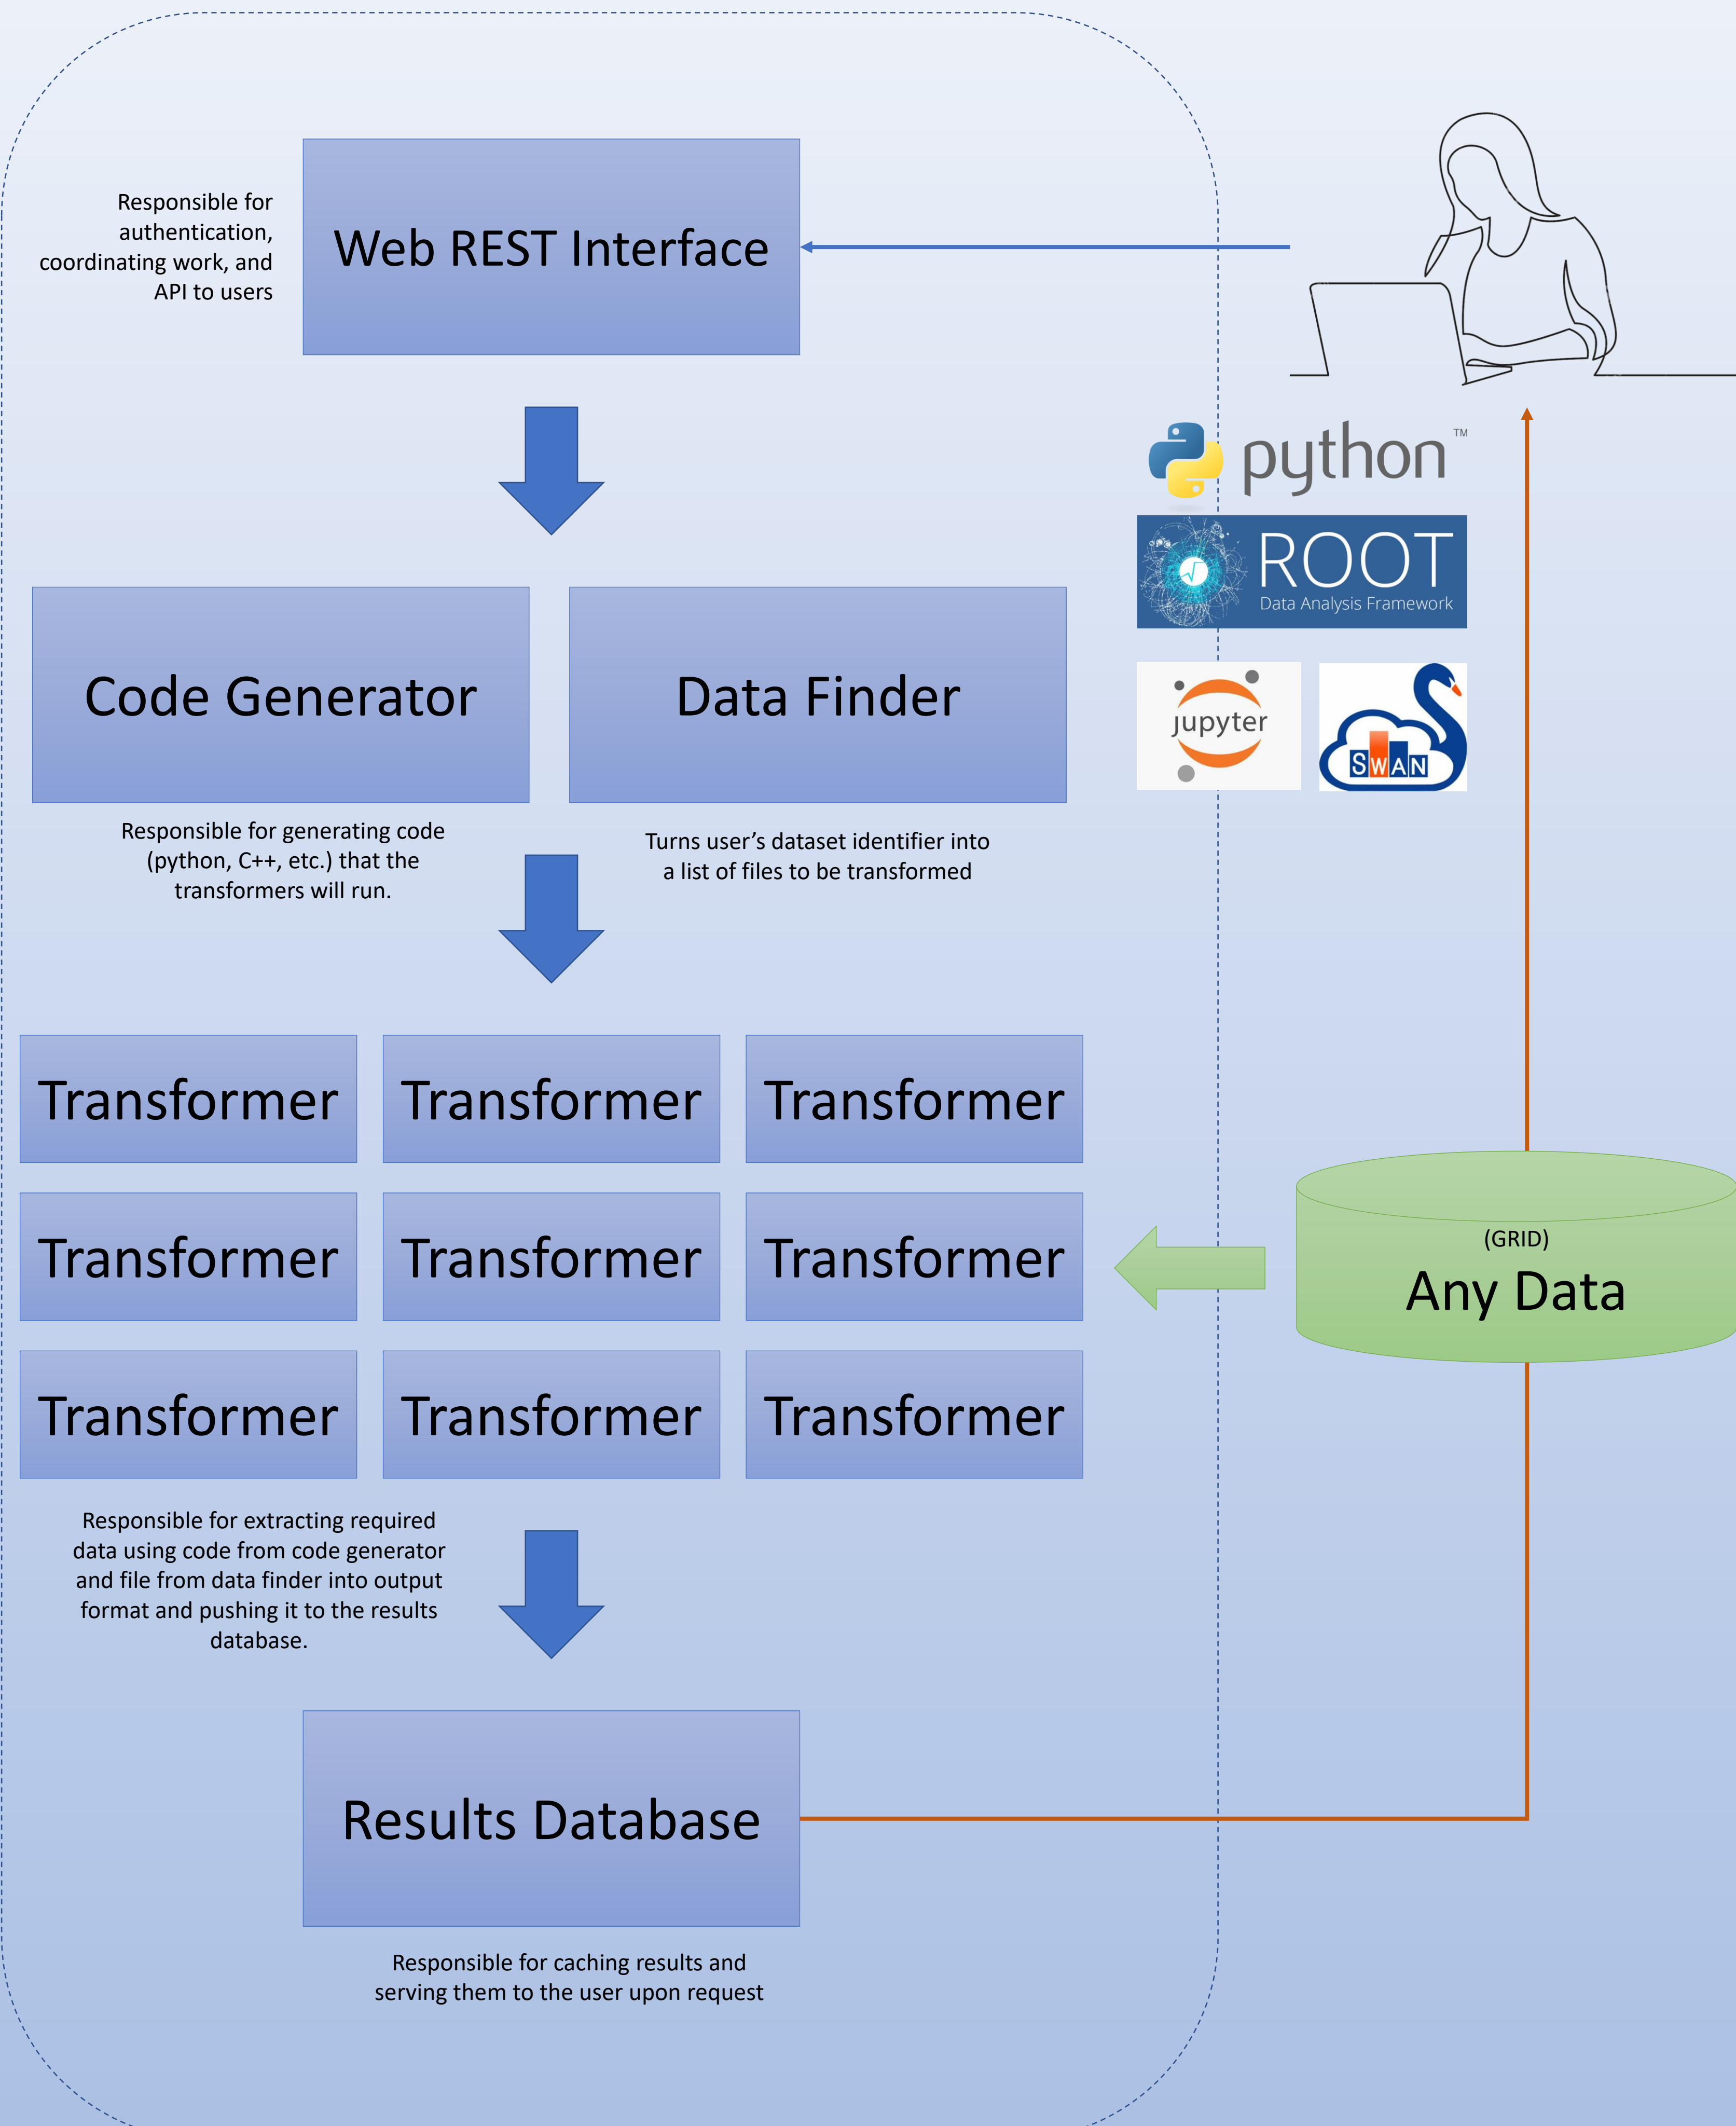 Responsible for
authentication,
coordinating work, and
API to users
Web REST Interface
python™
ROOT
Data Analysis Framework
Code Generator
Data Finder
jupyter
SWAN
Responsible for generating code
(python, C++, etc.) that the
transformers will run.
Turns user’s dataset identifier into
a list of files to be transformed
Transformer
Transformer
Transformer
Transformer
Transformer
Transformer
(GRID)
Any Data
Transformer
Transformer
Transformer
Responsible for extracting required
data using code from code generator
and file from data finder into output
format and pushing it to the results
database.
Results Database
Responsible for caching results and
serving them to the user upon request